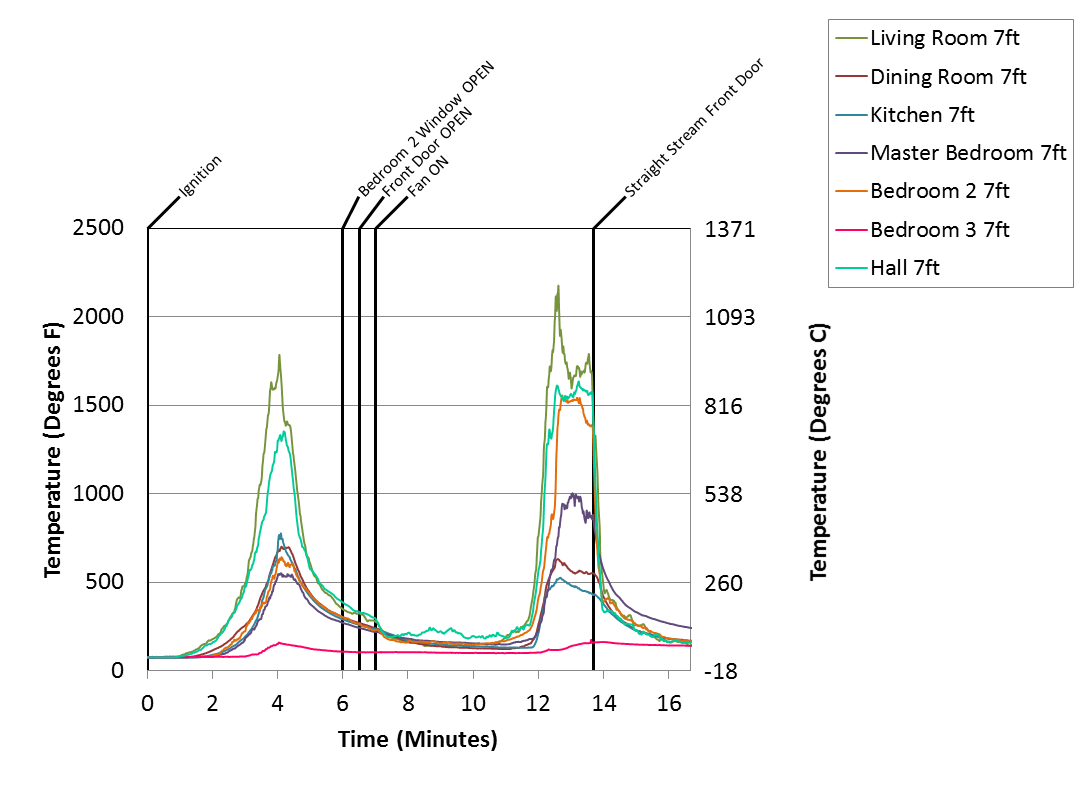 Living Room 7ft
Dining Room 7ft
Kitchen 7ft
Master Bedroom 7ft
Bedroom 2 7ft
Bedroom 3 7ft
Hall 7ft
Ignition
Bedroom 2 Window OPEN
Front Door OPEN
Fan ON
Straight Stream Front Door
2500
2000
1500
1000
500
0
Temperature (Degrees F)
1371
1093
816
538
260
-18
Temperature (Degrees C)
0 2 4 6 8 10 12 14 16
Time (Minutes)